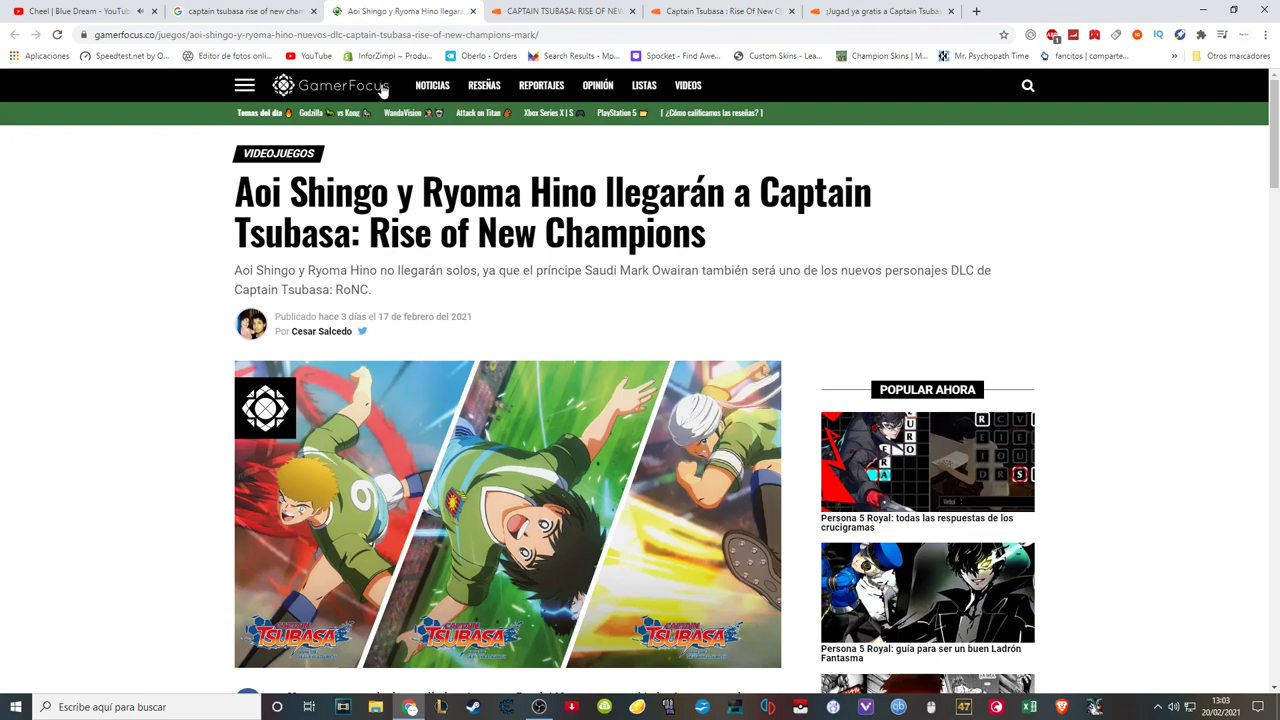 Cheel | Blue Dream - YouTub
captain tsubasa rise of new cham
Aoi Shingo y Ryoma Hino llegará
CAPTAIN TSUBASA: RISE OF NEW
Captain Tsubasa: Rise of New Ch
¡Jugad ya gratis a Captain Tsubas
gamerfocus.co/juegos/aoi-shingo-y-ryoma-hino-nuevos-dlc-captain-tsubasa-rise-of-new-champions-mark/
Aplicaciones
Speedtest.net by O...
Editor de fotos onlin...
YouTube
InforZimpi ~ Produ...
Oberlo - Orders
Search Results - Mo...
Spocket - Find Awe...
Custom Skins - Lea...
Champion Skins | M...
Mr. Psychopath Time
fancitos | comparte...
Otros marcadores
GamerFocus
NOTICIAS
RESEÑAS
REPORTAJES
OPINIÓN
LISTAS
VIDEOS
Temas del día
Godzilla vs Kong
WandaVision
Attack on Titan
Xbox Series X | S
PlayStation 5
[ ¿Cómo calificamos las reseñas? ]
VIDEOJUEGOS
Aoi Shingo y Ryoma Hino llegarán a Captain
Tsubasa: Rise of New Champions
Aoi Shingo y Ryoma Hino no llegarán solos, ya que el príncipe Saudi Mark Owairan también será uno de los nuevos personajes DLC de
Captain Tsubasa: RoNC.
Publicado hace 3 días el 17 de febrero del 2021
Por Cesar Salcedo
CAPTAIN
TSUBASA
CAPTAIN
TSUBASA
CAPTAIN
TSUBASA
POPULAR AHORA
Persona 5 Royal: todas las respuestas de los
crucigramas
Persona 5 Royal: guía para ser un buen Ladrón
Fantasma
Escribe aquí para buscar
47
13:03
20/02/2021